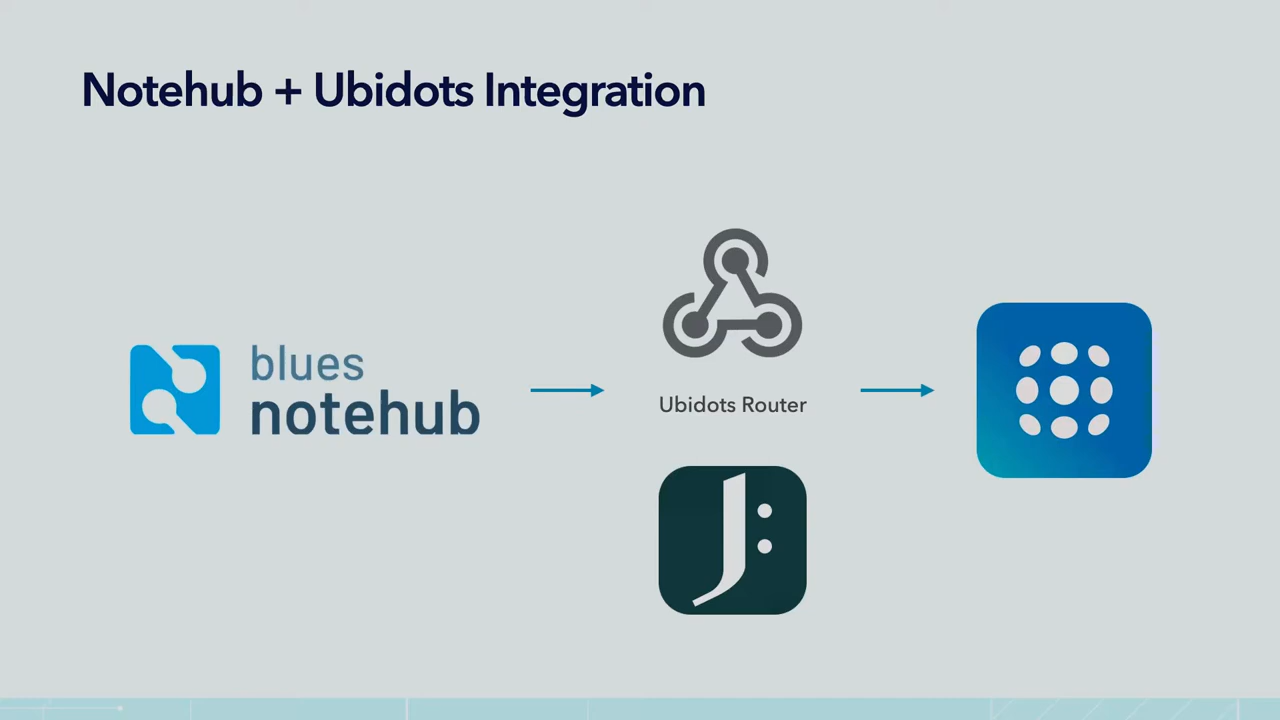 Notehub + Ubidots Integration
blues
notehub
Ubidots Router
J: